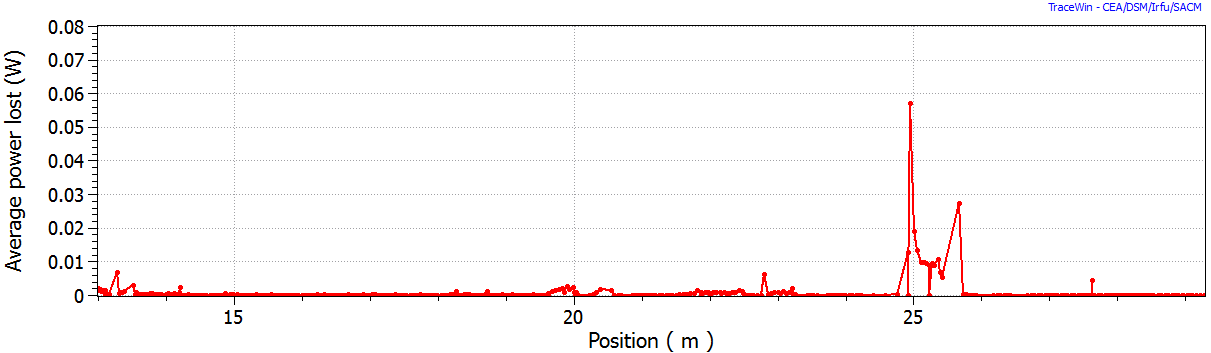 TraceWin - CEA/DSM/Irfu/SACM
0.08
0.07
0.06
0.05
0.04
0.03
0.02
0.01
0
Average power lost (W)
15 20 25
Position ( m )